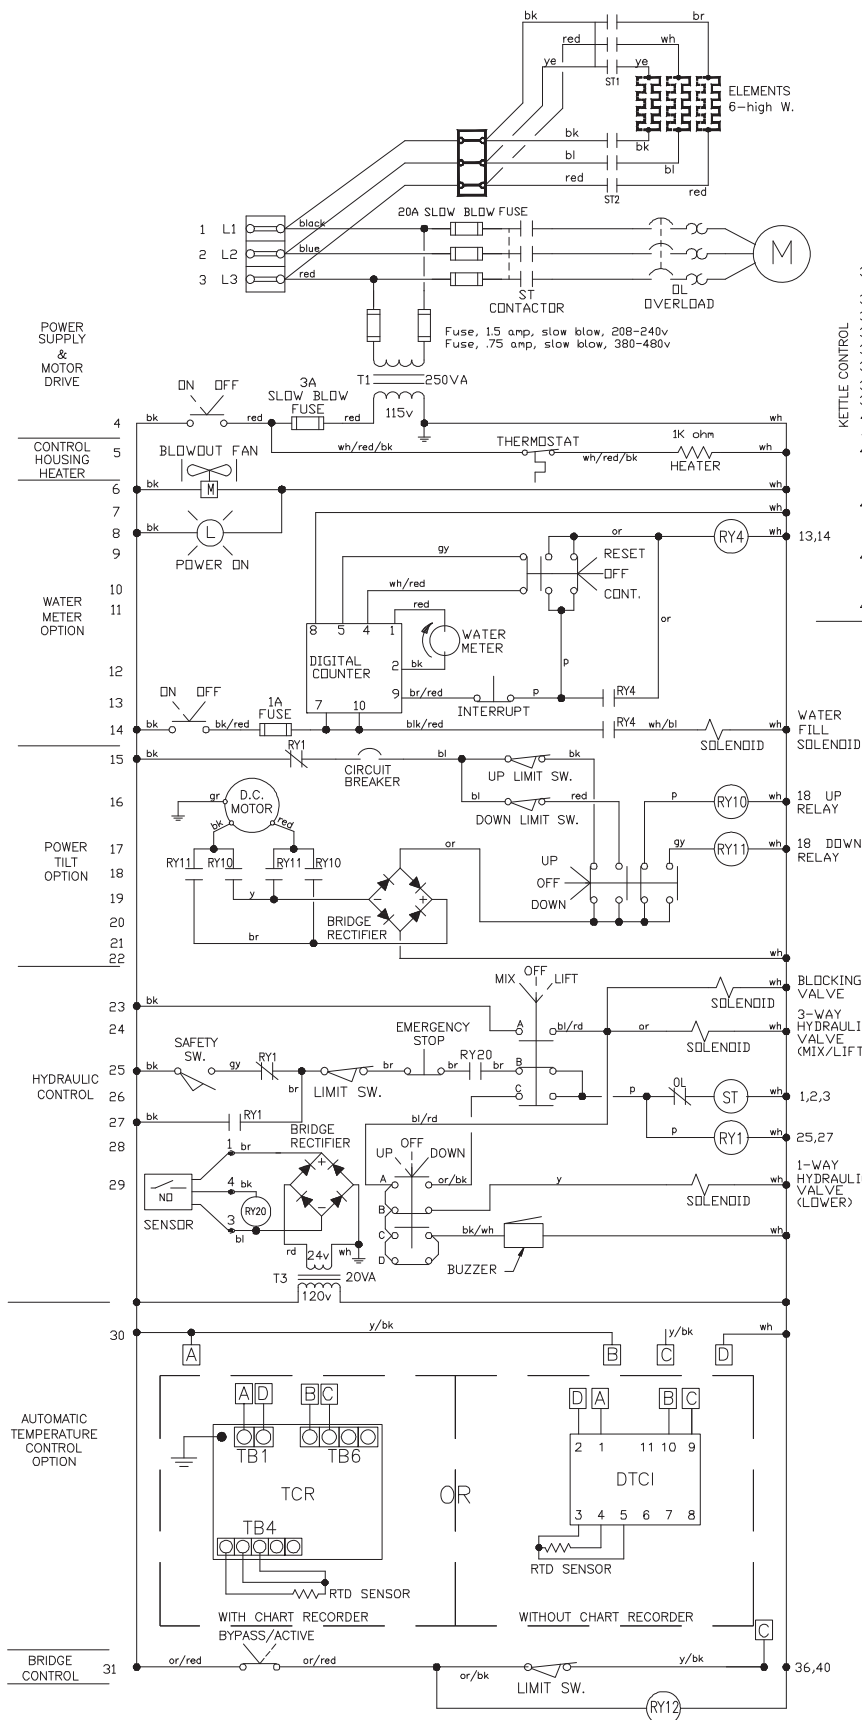 bk
br
red
wh
ye
ye
ST1
ELEMENTS
6-high W.
bk
bk
bl
bl
red
red
ST2
20A SLOW BLOW FUSE
1 L1 black
2 L2 blue
3 L3 red
M
ST
CONTACTOR
OL
OVERLOAD
Fuse, 1.5 amp, slow blow, 208-240v
Fuse, .75 amp, slow blow, 380-480v
POWER
SUPPLY
&
MOTOR
DRIVE
KETTLE CONTROL
T1
250VA
ON OFF
3A
SLOW BLOW
FUSE
115v
4 bk red red wh
CONTROL
HOUSING
HEATER
5
BLOWOUT FAN
wh/red/bk
THERMOSTAT
wh/red/bk
1K ohm
HEATER
wh
6 bk M wh
7 wh
8 bk L
POWER ON
or
RY4 wh 13,14
9
gy
RESET
OFF
CONT.
10
wh/red
WATER
METER
OPTION
11
red
or
8 5 4 1
DIGITAL
COUNTER
WATER
METER
p
12
2 bk
9 br/red
INTERRUPT
p
RY4
13
ON OFF
1A
FUSE
7 10
14 bk bk/red blk/red RY4 wh/bl
SOLENOID
wh
WATER
FILL
SOLENOID
15 bk RY1
CIRCUIT
BREAKER
bl
UP LIMIT SW.
bk
16
gr
D.C.
MOTOR
bk red
bl
DOWN LIMIT SW.
red
p
RY10 wh
18 UP
RELAY
POWER
TILT
OPTION
17
or
gy
RY11 wh
18 DOWN
RELAY
18
RY11 RY10 RY11 RY10
UP
OFF
DOWN
19
y
- +
20
BRIDGE
RECTIFIER
21
br
22 wh
MIX OFF LIFT
wh
BLOCKING
VALVE
SOLENOID
23 bk
24
A bl/rd or
SOLENOID
wh
3-WAY
HYDRAULI
VALVE
(MIX/LIFT
HYDRAULIC
CONTROL
SAFETY
SW.
EMERGENCY
STOP
25 bk gy RY1
br
LIMIT SW.
br br RY20 br B
26
C
p OL ST wh 1,2,3
27 bk RY1
bl/rd
p RY1 wh 25,27
28
1 br
BRIDGE
RECTIFIER
UP OFF DOWN
29
NO
SENSOR
4 bk
RY20
3
bl
+
-
A or/bk
B
C bk/wh
D
y
SOLENOID
wh
1-WAY
HYDRAULI
VALVE
(LOWER)
BUZZER
wh
rd 24v wh
T3
20VA
120v
30
y/bk
y/bk
wh
A B C D
AUTOMATIC
TEMPERATURE
CONTROL
OPTION
A D B C
TB1 TB6
TCR
TB4
RTD SENSOR
WITH CHART RECORDER
OR
D A B C
2 1 11 10 9
DTCI
3 4 5 6 7 8
RTD SENSOR
WITHOUT CHART RECORDER
C
BRIDGE
CONTROL
31
BYPASS/ACTIVE
or/red or/red
or/bk
LIMIT SW.
y/bk
36,40
RY12